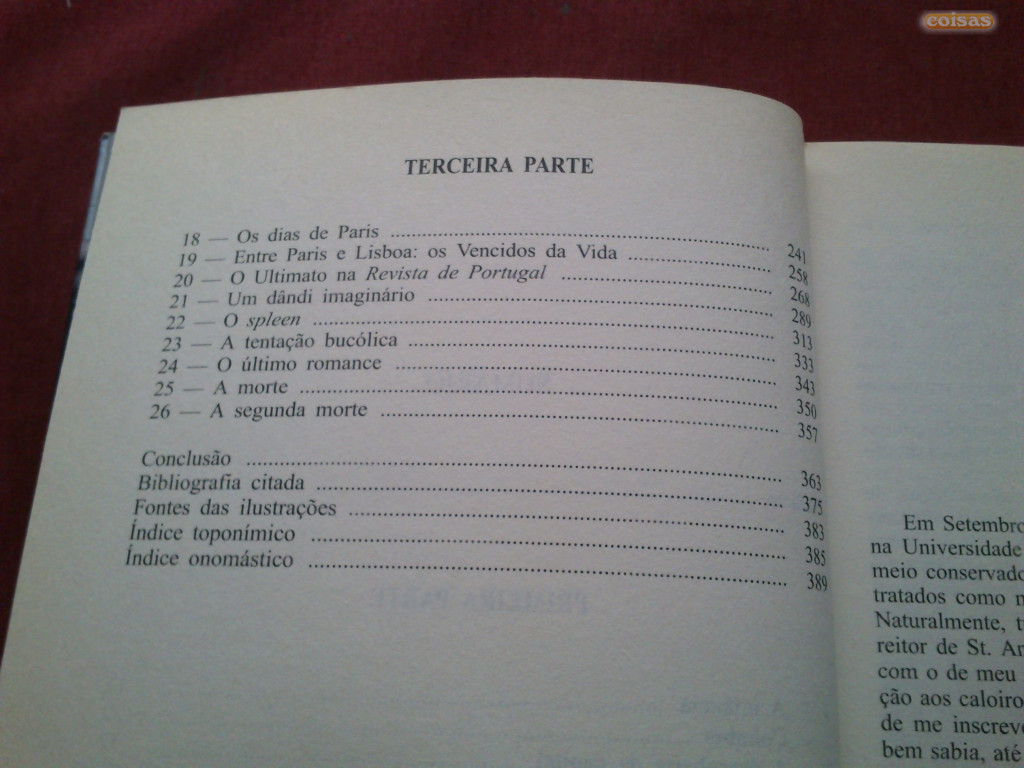 coisas
TERCEIRA PARTE
18 — Os dias de Paris ........ 241
19 — Entre Paris e Lisboa: os Vencidos da Vida ........ 258
20 — O Ultimato na Revista de Portugal ........ 268
21 — Um dândi imaginário ........ 289
22 — O spleen ........ 313
23 — A tentação bucólica ........ 333
24 — O último romance ........ 343
25 — A morte ........ 350
26 — A segunda morte ........ 357
Conclusão ........ 363
Bibliografia citada ........ 375
Fontes das ilustrações ........ 383
Índice toponímico ........ 385
Índice onomástico ........ 389
Em Setembro
na Universidade
meio conservado
tratados como
Naturalmente,
reitor de St.
com o de meu
ção aos caloiro
de me inscreve
bem sabia, até